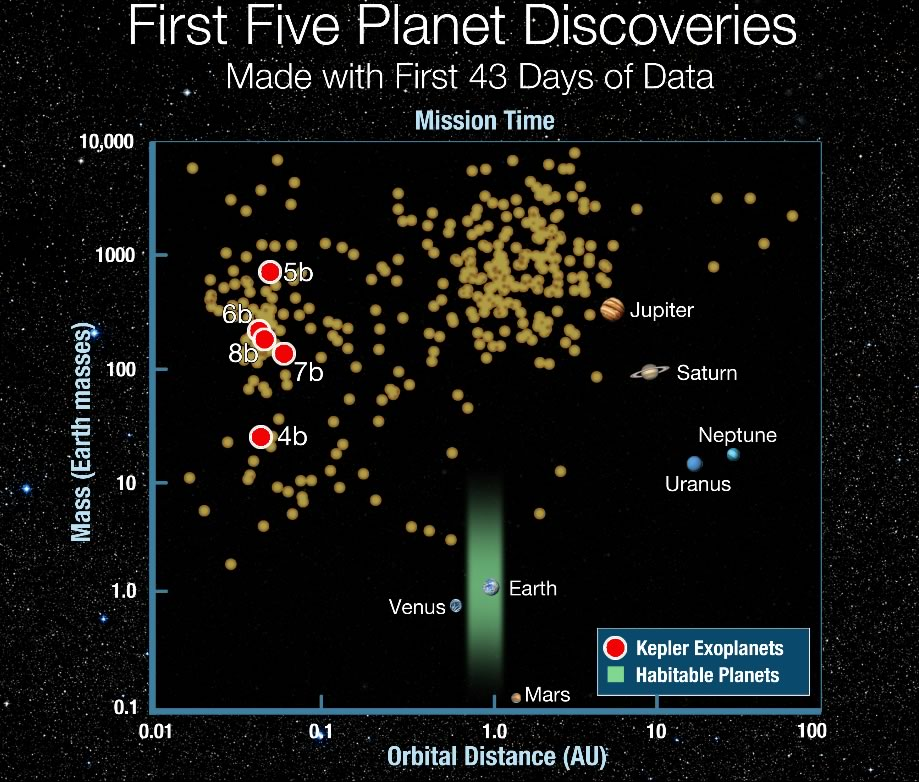 First Five Planet Discoveries
Made with First 43 Days of Data
Mission Time
10,000
1000
100
10
1.0
0.1
Mass (Earth masses)
5b
6b
8b
7b
4b
Jupiter
Saturn
Neptune
Uranus
Earth
Venus
Mars
Kepler Exoplanets
Habitable Planets
0.01
0.1
1.0
10
100
Orbital Distance (AU)